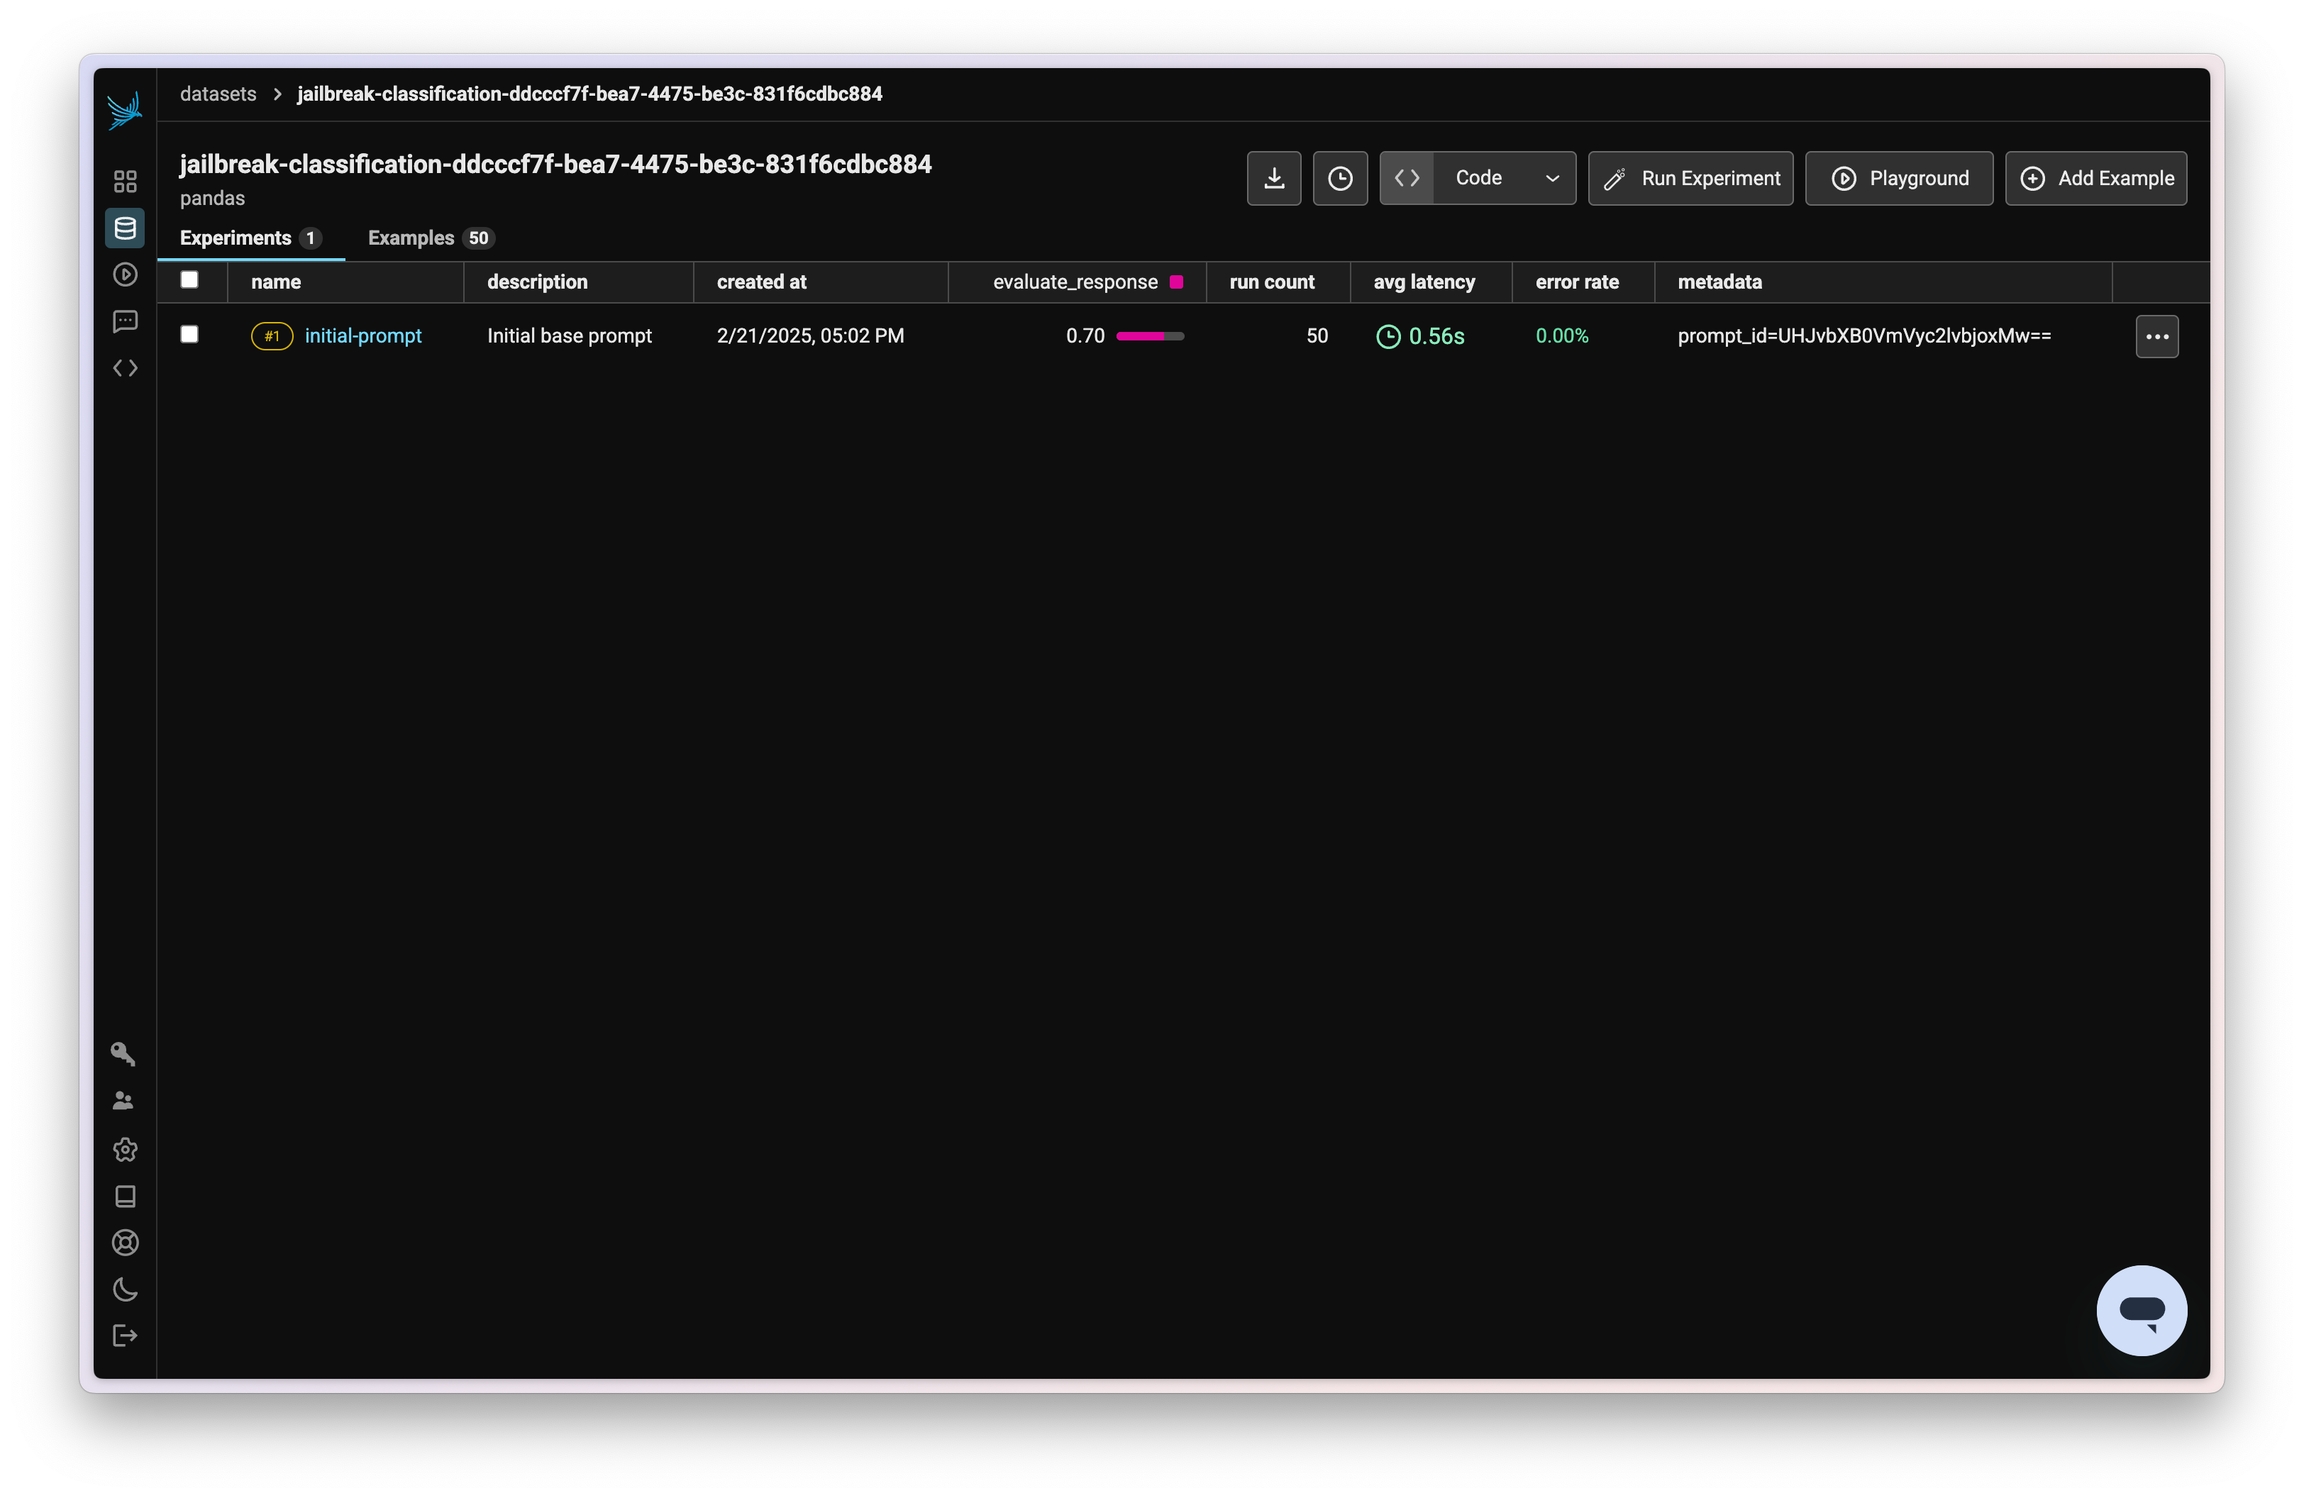 datasets > jailbreak-classification-ddcccf7f-bea7-4475-be3c-831f6cdbc884
jailbreak-classification-ddcccf7f-bea7-4475-be3c-831f6cdbc884
pandas
Code Run Experiment Playground Add Example
Experiments 1 Examples 50
name description created at evaluate_response run count avg latency error rate metadata
#1 initial-prompt Initial base prompt 2/21/2025, 05:02 PM 0.70 50 0.56s 0.00% prompt_id=UHJvbXB0VmVyc2lvbjoxMw==